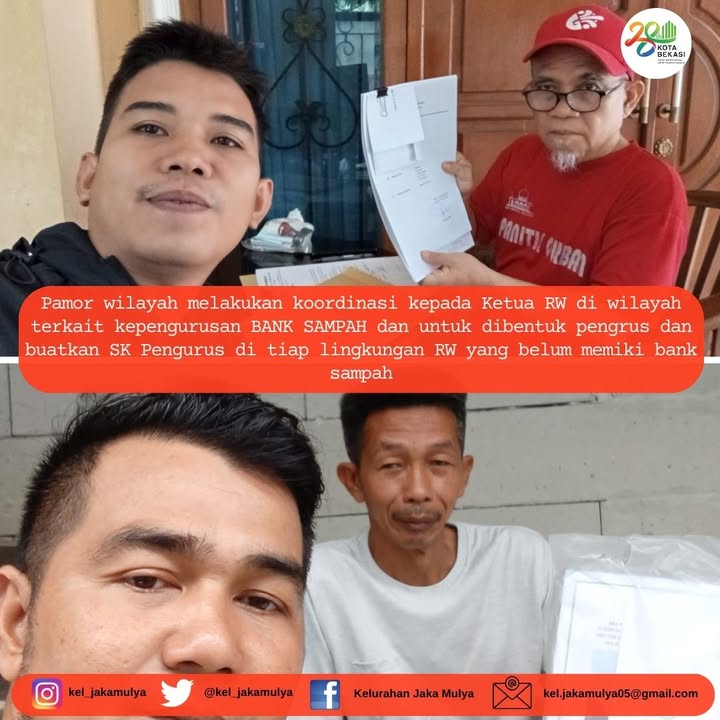 28
KOTA
BEKASI
PANITIA
Pamor wilayah melakukan koordinasi kepada Ketua RW di wilayah
terkait kepengurusan BANK SAMPAH dan untuk dibentuk pengrus dan
buatkan SK Pengurus di tiap lingkungan RW yang belum memiki bank
sampah
kel_jakamulya
@kel_jakamulya
Kelurahan Jaka Mulya
kel.jakamulya05@gmail.com